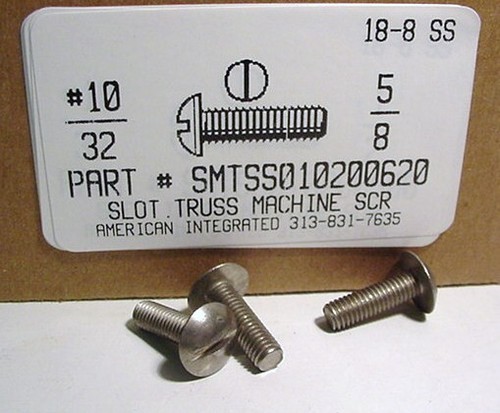 18-8 SS
#10
32
5
8
PART # SMTSS010200620
SLOT TRUSS MACHINE SCR
AMERICAN INTEGRATED 313-831-7635